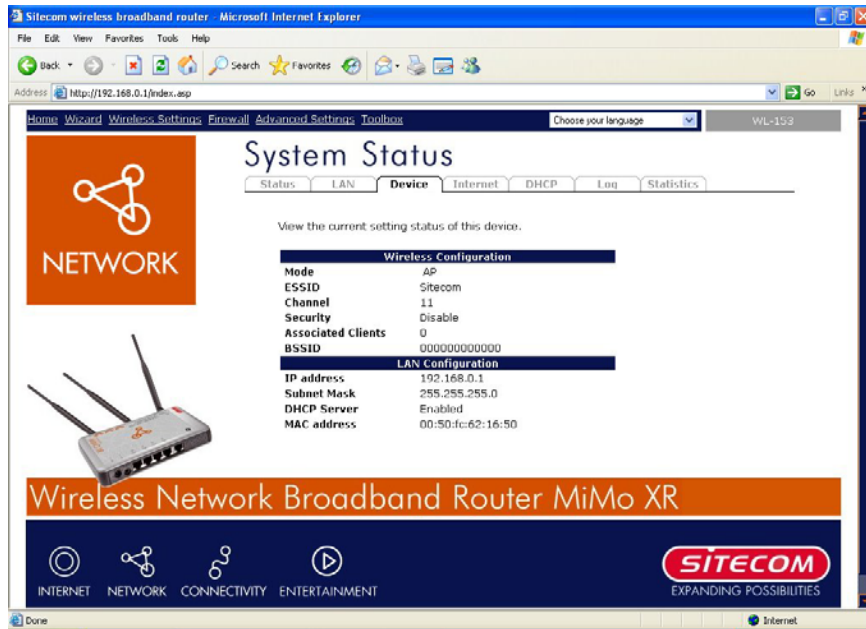 Sitecom wireless broadband router - Microsoft Internet Explorer
File Edit View Favorites Tools Help
Back Search Favorites
Address http://192.168.0.1/index.asp Go Links
Home Wizard Wireless Settings Firewall Advanced Settings Toolbox Choose your language WL-153
System Status
Status LAN Device Internet DHCP Log Statistics
NETWORK
View the current setting status of this device.
Wireless Configuration
Mode AP
ESSID Sitecom
Channel 11
Security Disable
Associated Clients 0
BSSID 000000000000
LAN Configuration
IP address 192.168.0.1
Subnet Mask 255.255.255.0
DHCP Server Enabled
MAC address 00:50:fc:62:16:50
Wireless Network Broadband Router MiMo XR
INTERNET NETWORK CONNECTIVITY ENTERTAINMENT
SITECOM
EXPANDING POSSIBILITIES
Done Internet